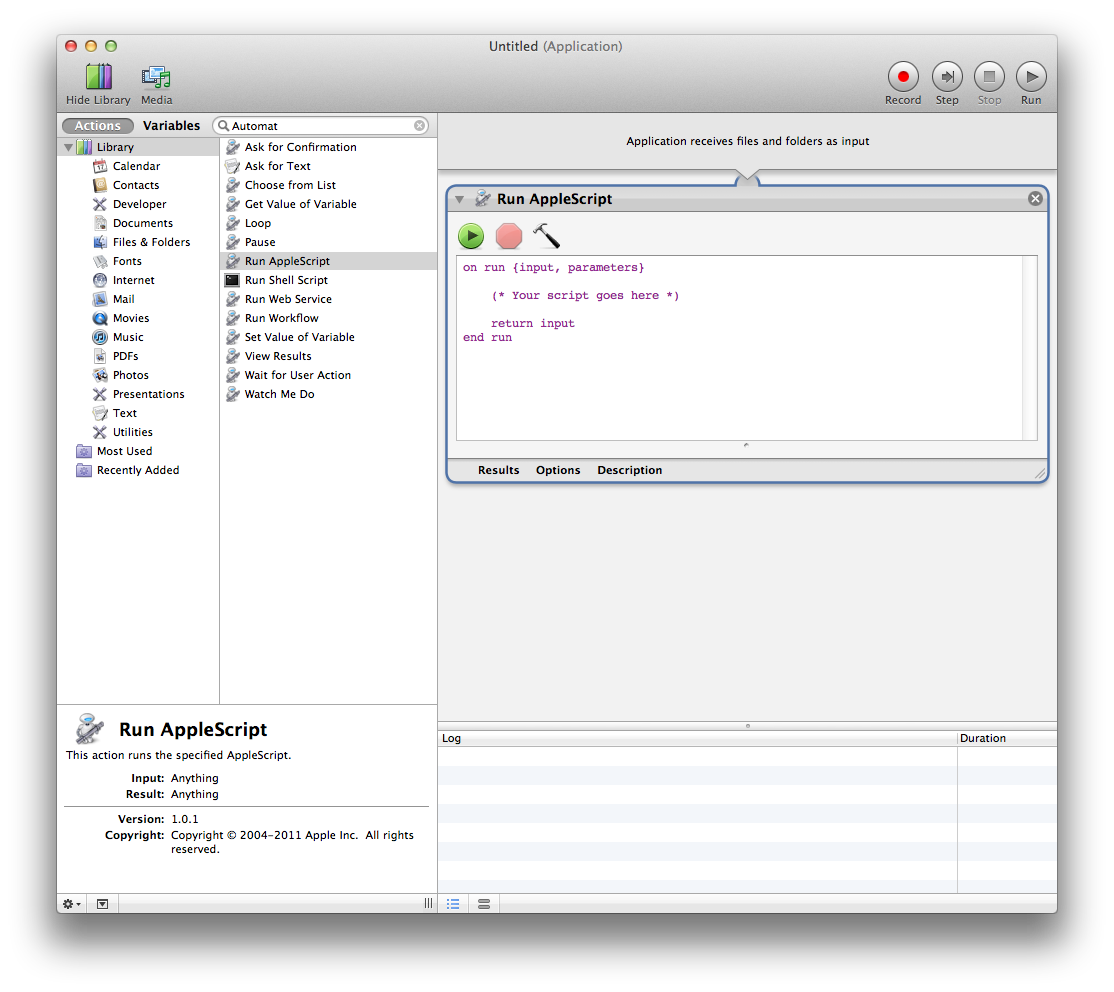 Untitled (Application)
Hide Library
Media
Record
Step
Stop
Run
Actions
Variables
Automat
Library
Calendar
Contacts
Developer
Documents
Files & Folders
Fonts
Internet
Mail
Movies
Music
PDFs
Photos
Presentations
Text
Utilities
Most Used
Recently Added
Ask for Confirmation
Ask for Text
Choose from List
Get Value of Variable
Loop
Pause
Run AppleScript
Run Shell Script
Run Web Service
Run Workflow
Set Value of Variable
View Results
Wait for User Action
Watch Me Do
Application receives files and folders as input
Run AppleScript
on run {input, parameters}
(* Your script goes here *)
return input
end run
Results Options Description
Run AppleScript
This action runs the specified AppleScript.
Input: Anything
Result: Anything
Version: 1.0.1
Copyright: Copyright © 2004–2011 Apple Inc. All rights
reserved.
Log
Duration